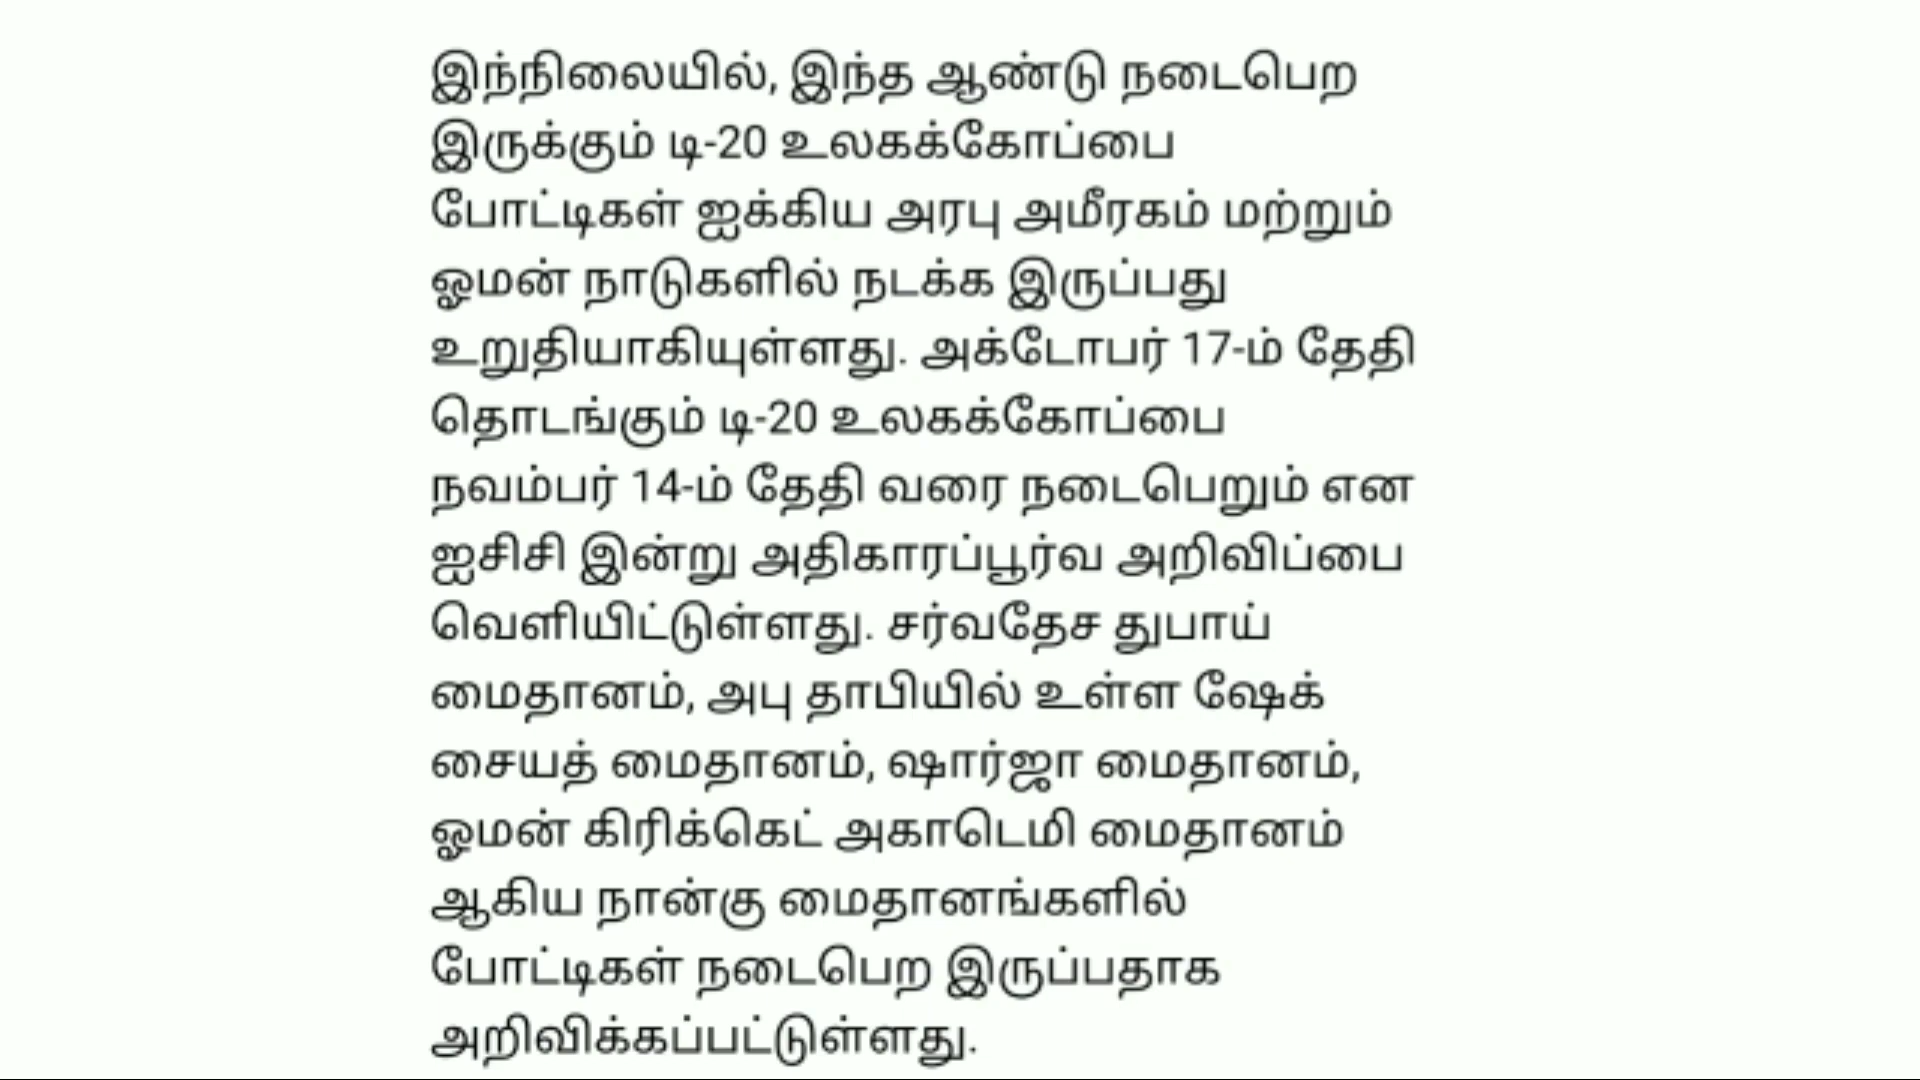 இந்நிலையில், இந்த ஆண்டு நடைபெற
இருக்கும் டி-20 உலகக்கோப்பை
போட்டிகள் ஐக்கிய அரபு அமீரகம் மற்றும்
ஓமன் நாடுகளில் நடக்க இருப்பது
உறுதியாகியுள்ளது. அக்டோபர் 17-ம் தேதி
தொடங்கும் டி-20 உலகக்கோப்பை
நவம்பர் 14-ம் தேதி வரை நடைபெறும் என
ஐசிசி இன்று அதிகாரப்பூர்வ அறிவிப்பை
வெளியிட்டுள்ளது. சர்வதேச துபாய்
மைதானம், அபு தாபியில் உள்ள ஷேக்
சையத் மைதானம், ஷார்ஜா மைதானம்,
ஓமன் கிரிக்கெட் அகாடெமி மைதானம்
ஆகிய நான்கு மைதானங்களில்
போட்டிகள் நடைபெற இருப்பதாக
அறிவிக்கப்பட்டுள்ளது.